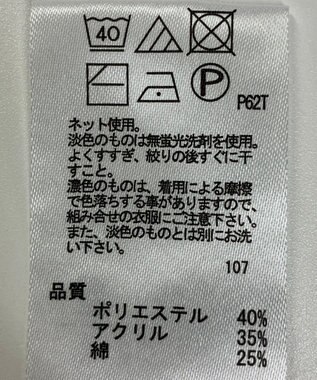 40
P
P62T
ネット使用。
淡色のものは無蛍光洗剤を使用。
よくすすぎ、絞りの後すぐに干
すこと。
濃色のものは、着用による摩擦
で色落ちする事がありますので、
組み合せの衣服にご注意下さい。
また、淡色のものとは別にお洗
い下さい。
107
品質
ポリエステル 40%
アクリル 35%
綿 25%